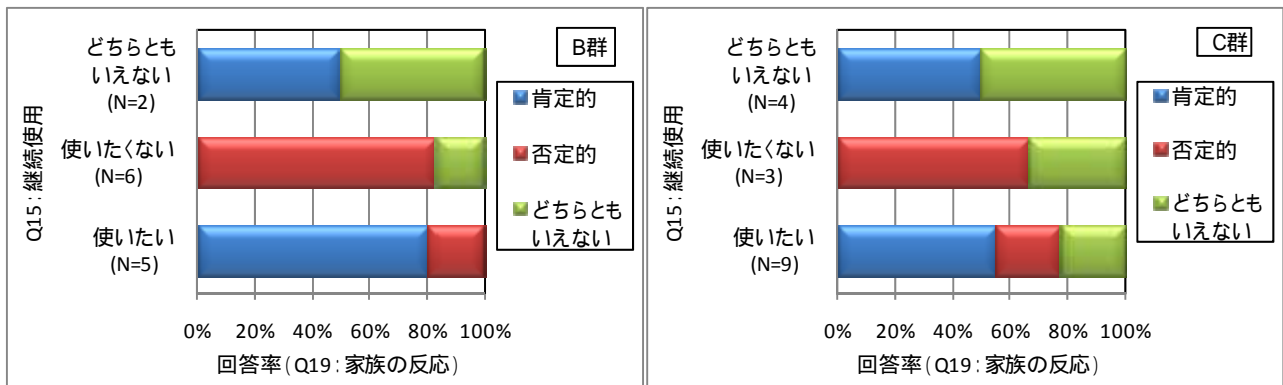 B群
どちらとも
いえない
(N=2)
使いたくない
(N=6)
使いたい
(N=5)
Q15：継続使用
肯定的
否定的
どちらとも
いえない
0% 20% 40% 60% 80% 100%
回答率（Q19：家族の反応）
C群
どちらとも
いえない
(N=4)
使いたくない
(N=3)
使いたい
(N=9)
Q15：継続使用
肯定的
否定的
どちらとも
いえない
0% 20% 40% 60% 80% 100%
回答率（Q19：家族の反応）